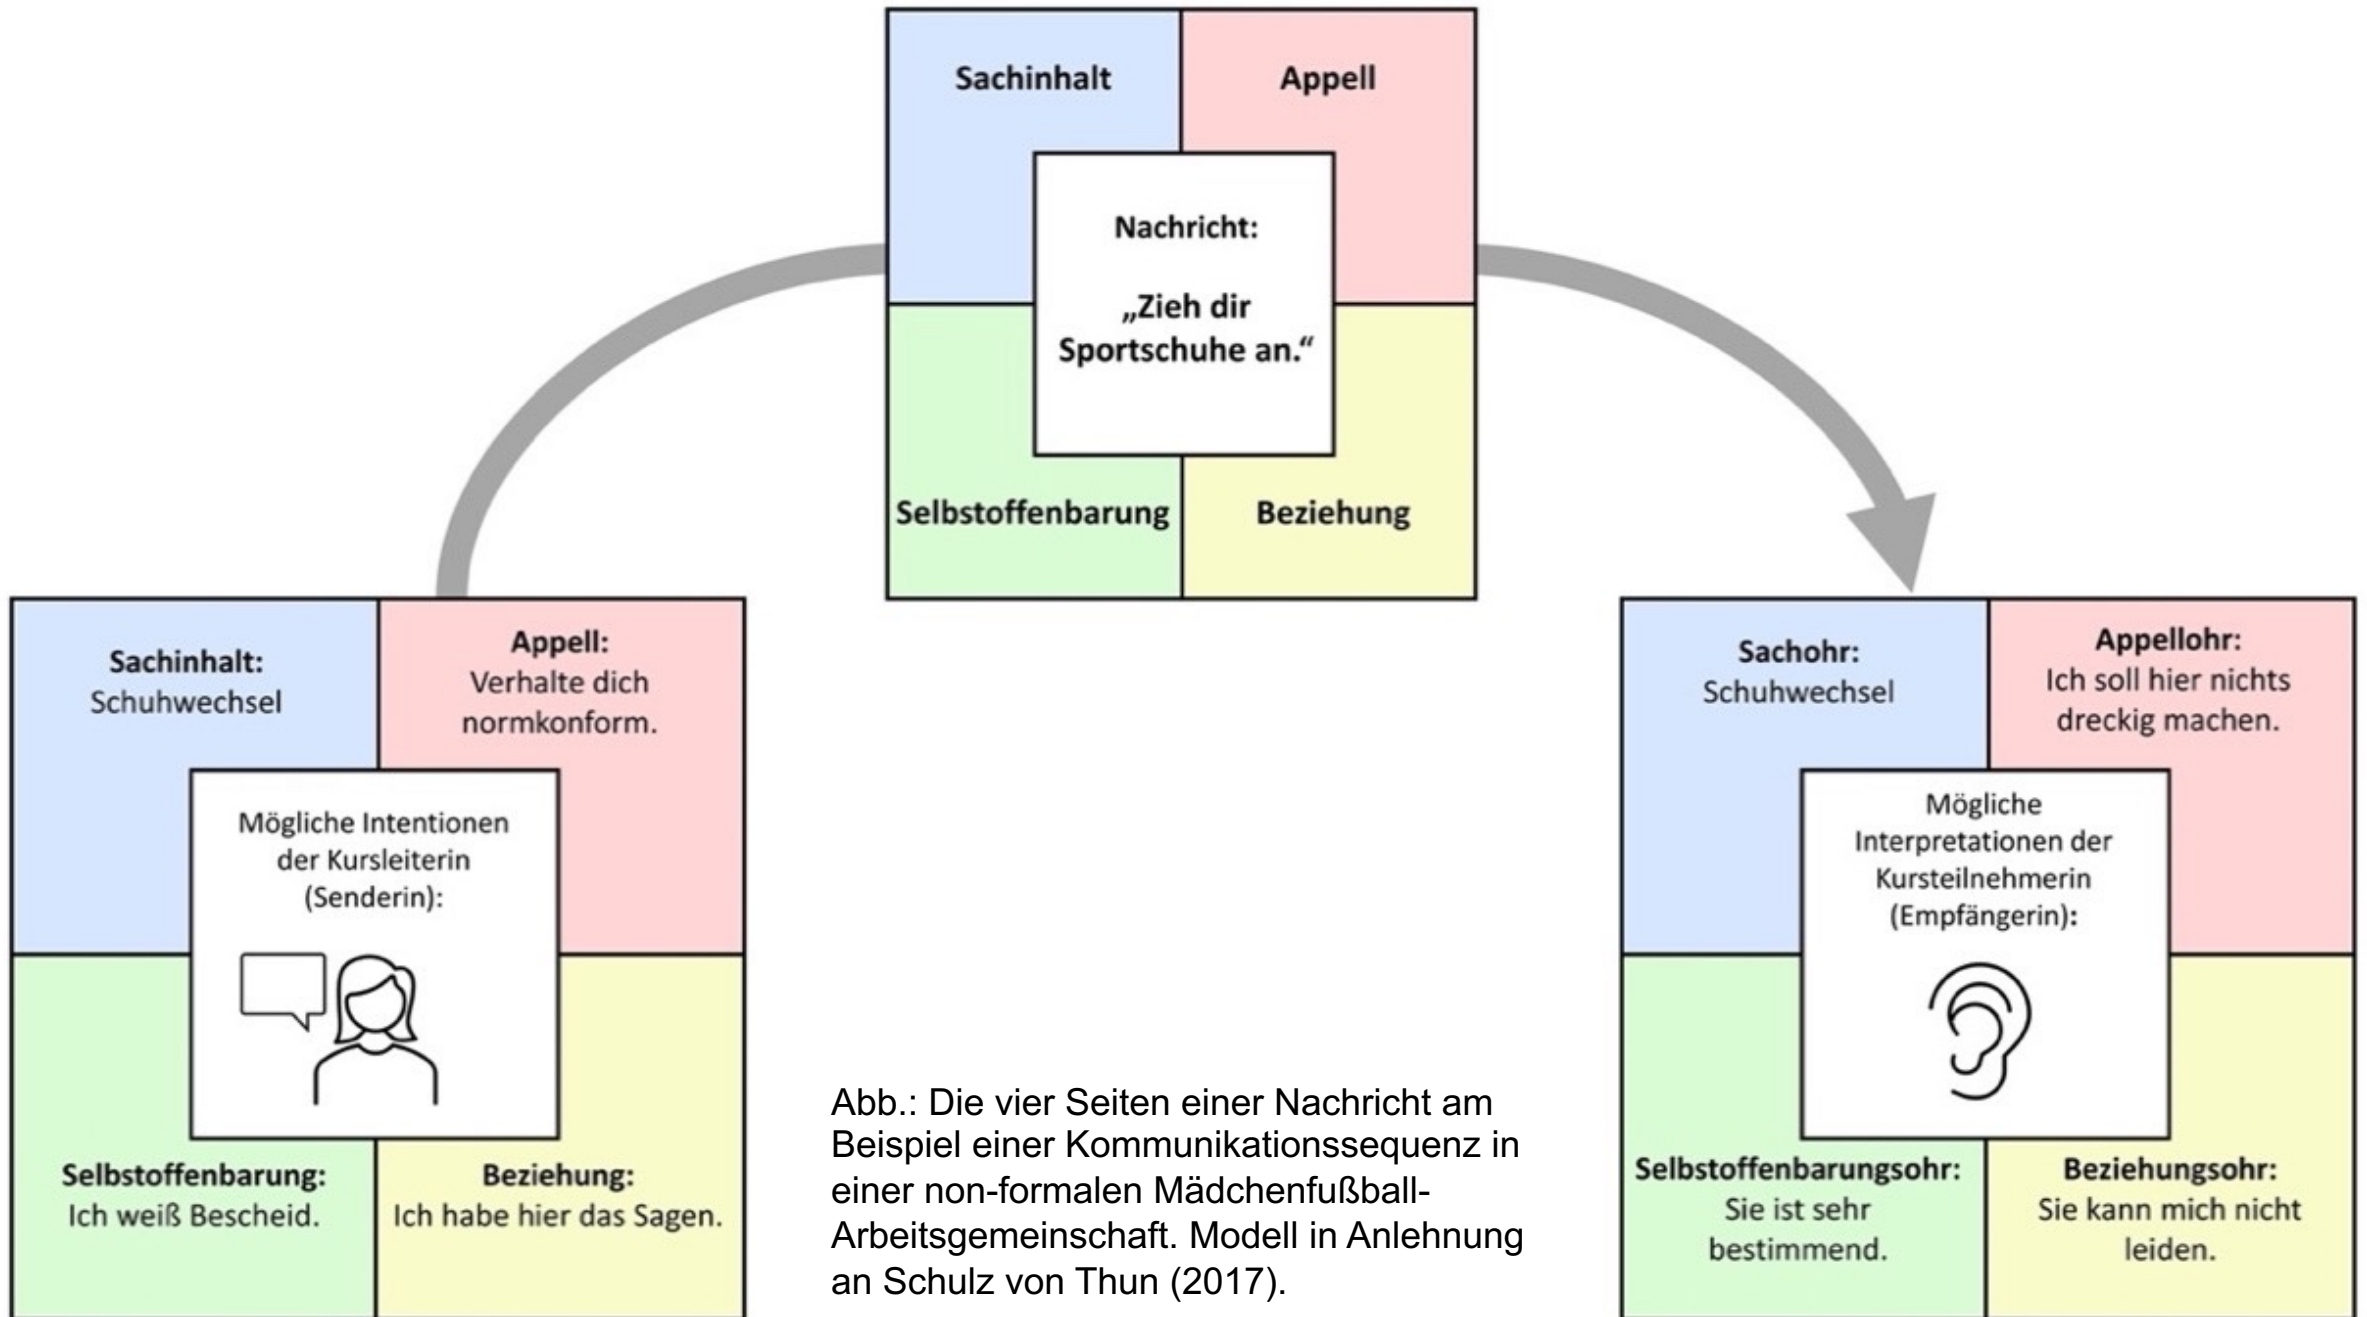 Sachinhalt
Appell
Nachricht:
„Zieh dir
Sportschuhe an.“
Selbstoffenbarung
Beziehung
Sachinhalt:
Schuhwechsel
Appell:
Verhalte dich
normkonform.
Mögliche Intentionen
der Kursleiterin
(Senderin):
Selbstoffenbarung:
Ich weiß Bescheid.
Beziehung:
Ich habe hier das Sagen.
Sachohr:
Schuhwechsel
Appellohr:
Ich soll hier nichts
dreckig machen.
Mögliche
Interpretationen der
Kursteilnehmerin
(Empfängerin):
Selbstoffenbarungsohr:
Sie ist sehr
bestimmend.
Beziehungsohr:
Sie kann mich nicht
leiden.
Abb.: Die vier Seiten einer Nachricht am
Beispiel einer Kommunikationssequenz in
einer non-formalen Mädchenfußball-
Arbeitsgemeinschaft. Modell in Anlehnung
an Schulz von Thun (2017).